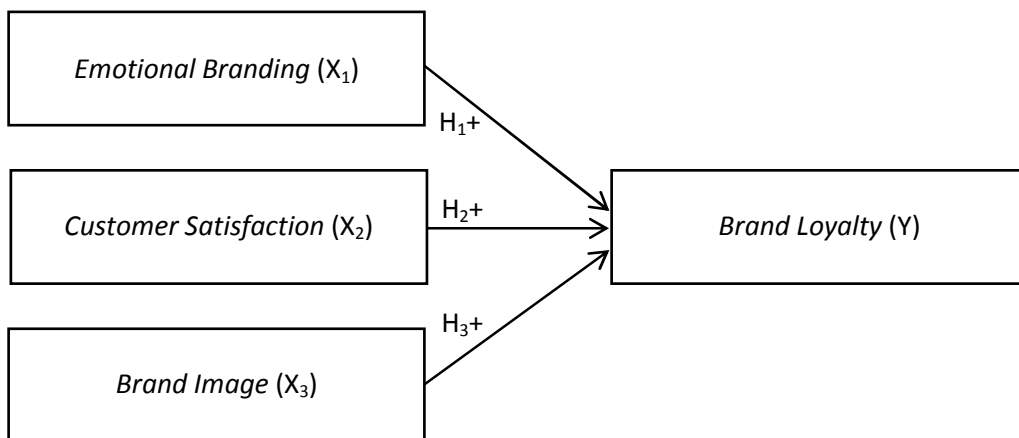 Emotional Branding (X₁)
H₁+
Customer Satisfaction (X₂)
H₂+
Brand Loyalty (Y)
H₃+
Brand Image (X₃)